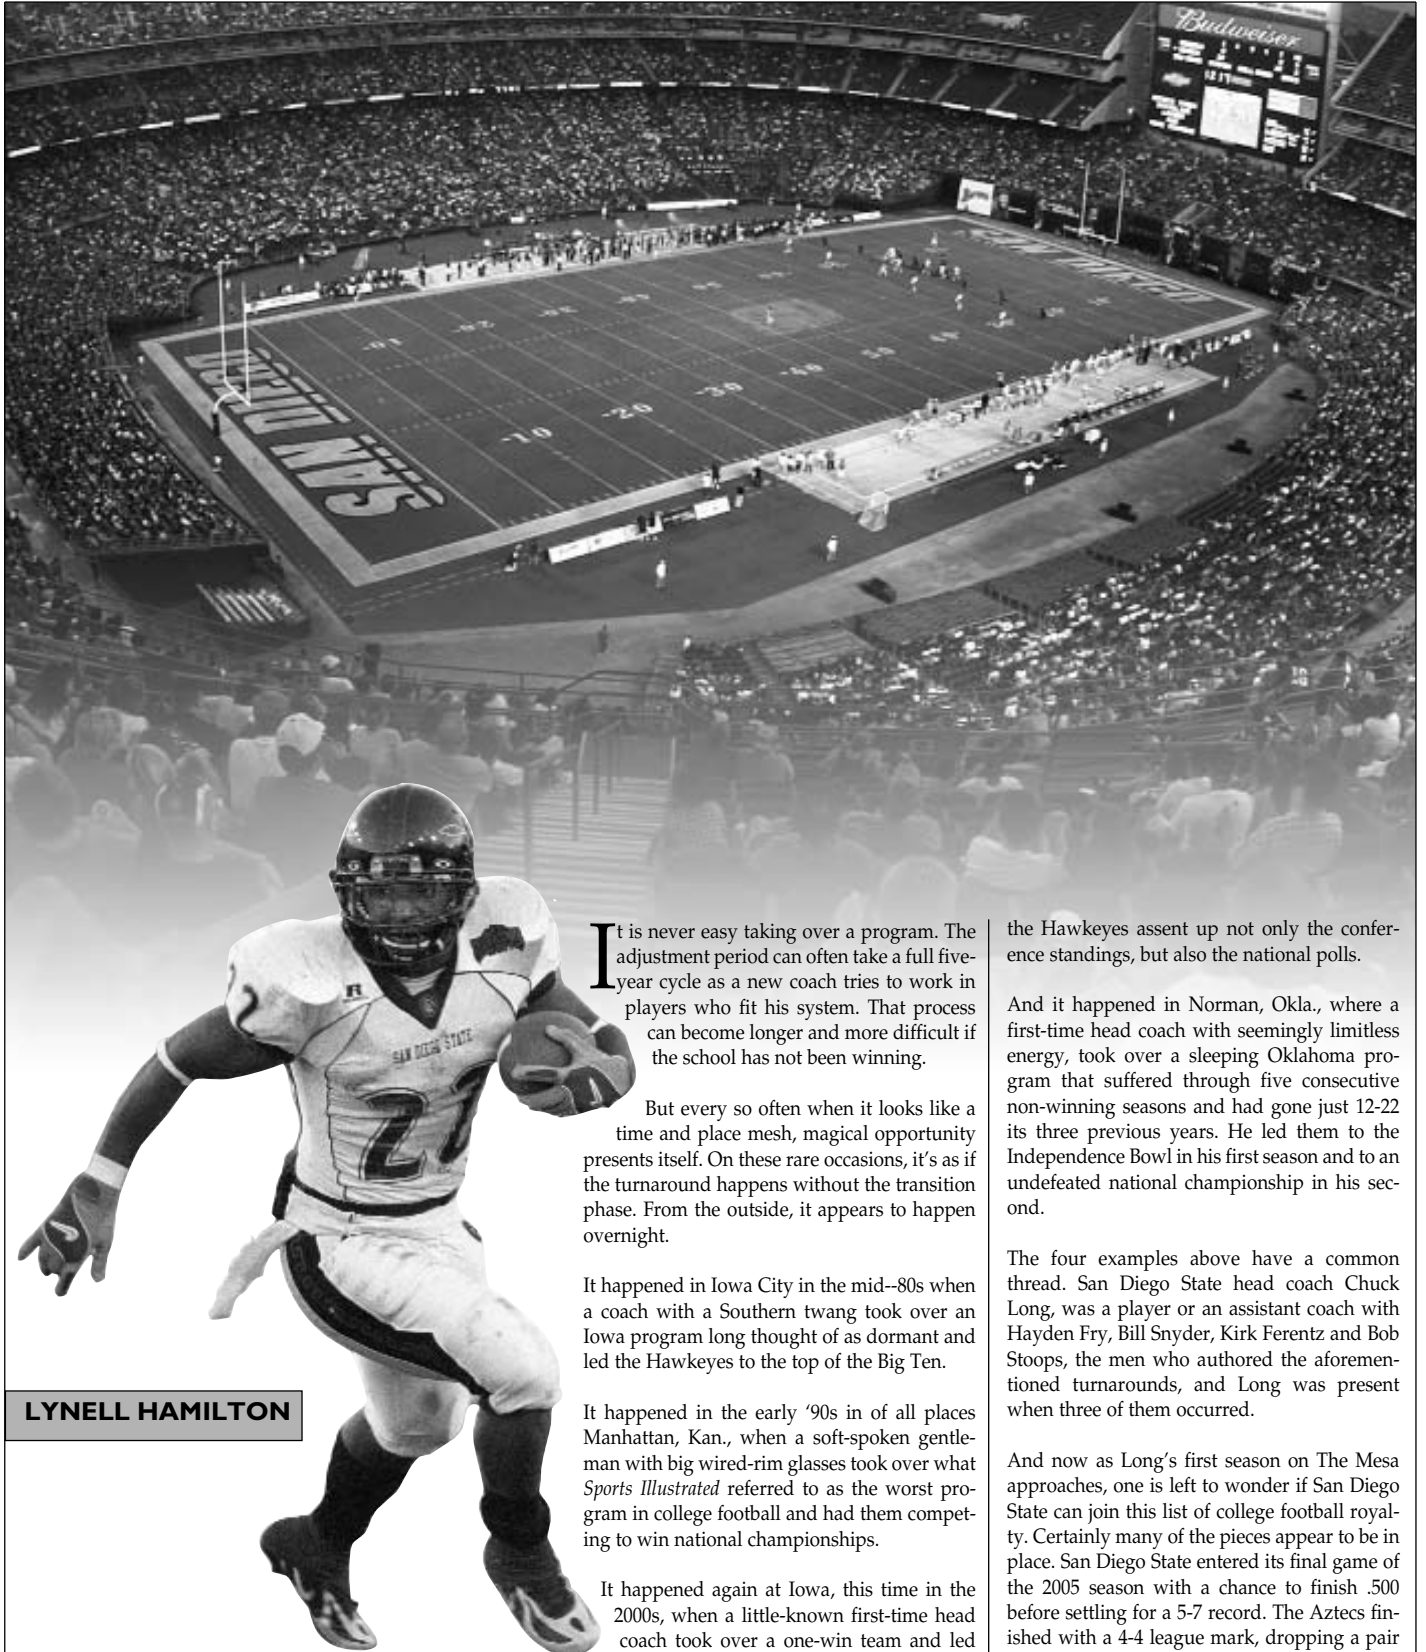 Budweiser
SAN DIEGO
10
20
30
40
50
40
SAN DIEGO STATE
LYNELL HAMILTON
It is never easy taking over a program. The
adjustment period can often take a full five-
year cycle as a new coach tries to work in
players who fit his system. That process
can become longer and more difficult if
the school has not been winning.
But every so often when it looks like a
time and place mesh, magical opportunity
presents itself. On these rare occasions, it's as if
the turnaround happens without the transition
phase. From the outside, it appears to happen
overnight.
It happened in Iowa City in the mid--80s when
a coach with a Southern twang took over an
Iowa program long thought of as dormant and
led the Hawkeyes to the top of the Big Ten.
It happened in the early ‘90s in of all places
Manhattan, Kan., when a soft-spoken gentle-
man with big wired-rim glasses took over what
Sports Illustrated referred to as the worst pro-
gram in college football and had them compet-
ing to win national championships.
It happened again at Iowa, this time in the
2000s, when a little-known first-time head
coach took over a one-win team and led
the Hawkeyes assent up not only the confer-
ence standings, but also the national polls.
And it happened in Norman, Okla., where a
first-time head coach with seemingly limitless
energy, took over a sleeping Oklahoma pro-
gram that suffered through five consecutive
non-winning seasons and had gone just 12-22
its three previous years. He led them to the
Independence Bowl in his first season and to an
undefeated national championship in his sec-
ond.
The four examples above have a common
thread. San Diego State head coach Chuck
Long, was a player or an assistant coach with
Hayden Fry, Bill Snyder, Kirk Ferentz and Bob
Stoops, the men who authored the aforemen-
tioned turnarounds, and Long was present
when three of them occurred.
And now as Long's first season on The Mesa
approaches, one is left to wonder if San Diego
State can join this list of college football royal-
ty. Certainly many of the pieces appear to be in
place. San Diego State entered its final game of
the 2005 season with a chance to finish .500
before settling for a 5-7 record. The Aztecs fin-
ished with a 4-4 league mark, dropping a pair